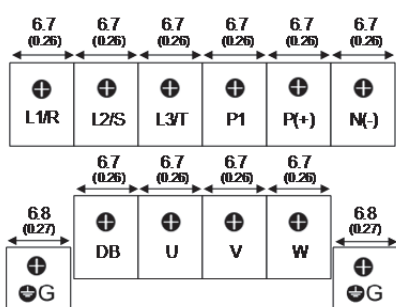 6.7 6.7 6.7 6.7 6.7 6.7
(0.26) (0.26) (0.26) (0.26) (0.26) (0.26)
L1/R L2/S L3/T P1 P(+) N(-)
6.7 6.7 6.7 6.7
(0.26) (0.26) (0.26) (0.26)
6.8 6.8
(0.27) (0.27)
DB U V W
G G